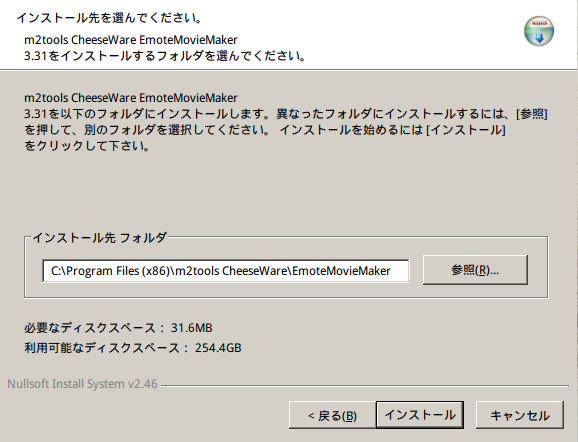 インストール先を選んでください。
m2tools CheeseWare EmoteMovieMaker
3.31をインストールするフォルダを選んでください。
m2tools CheeseWare EmoteMovieMaker
3.31を以下のフォルダにインストールします。異なったフォルダにインストールするには、[参照]
を押して、別のフォルダを選択してください。 インストールを始めるには [インストール]
をクリックして下さい。
インストール先 フォルダ
C:\Program Files (x86)\m2tools CheeseWare\EmoteMovieMaker
参照(R)...
必要なディスクスペース： 31.6MB
利用可能なディスクスペース： 254.4GB
Nullsoft Install System v2.46
< 戻る(B)
インストール
キャンセル